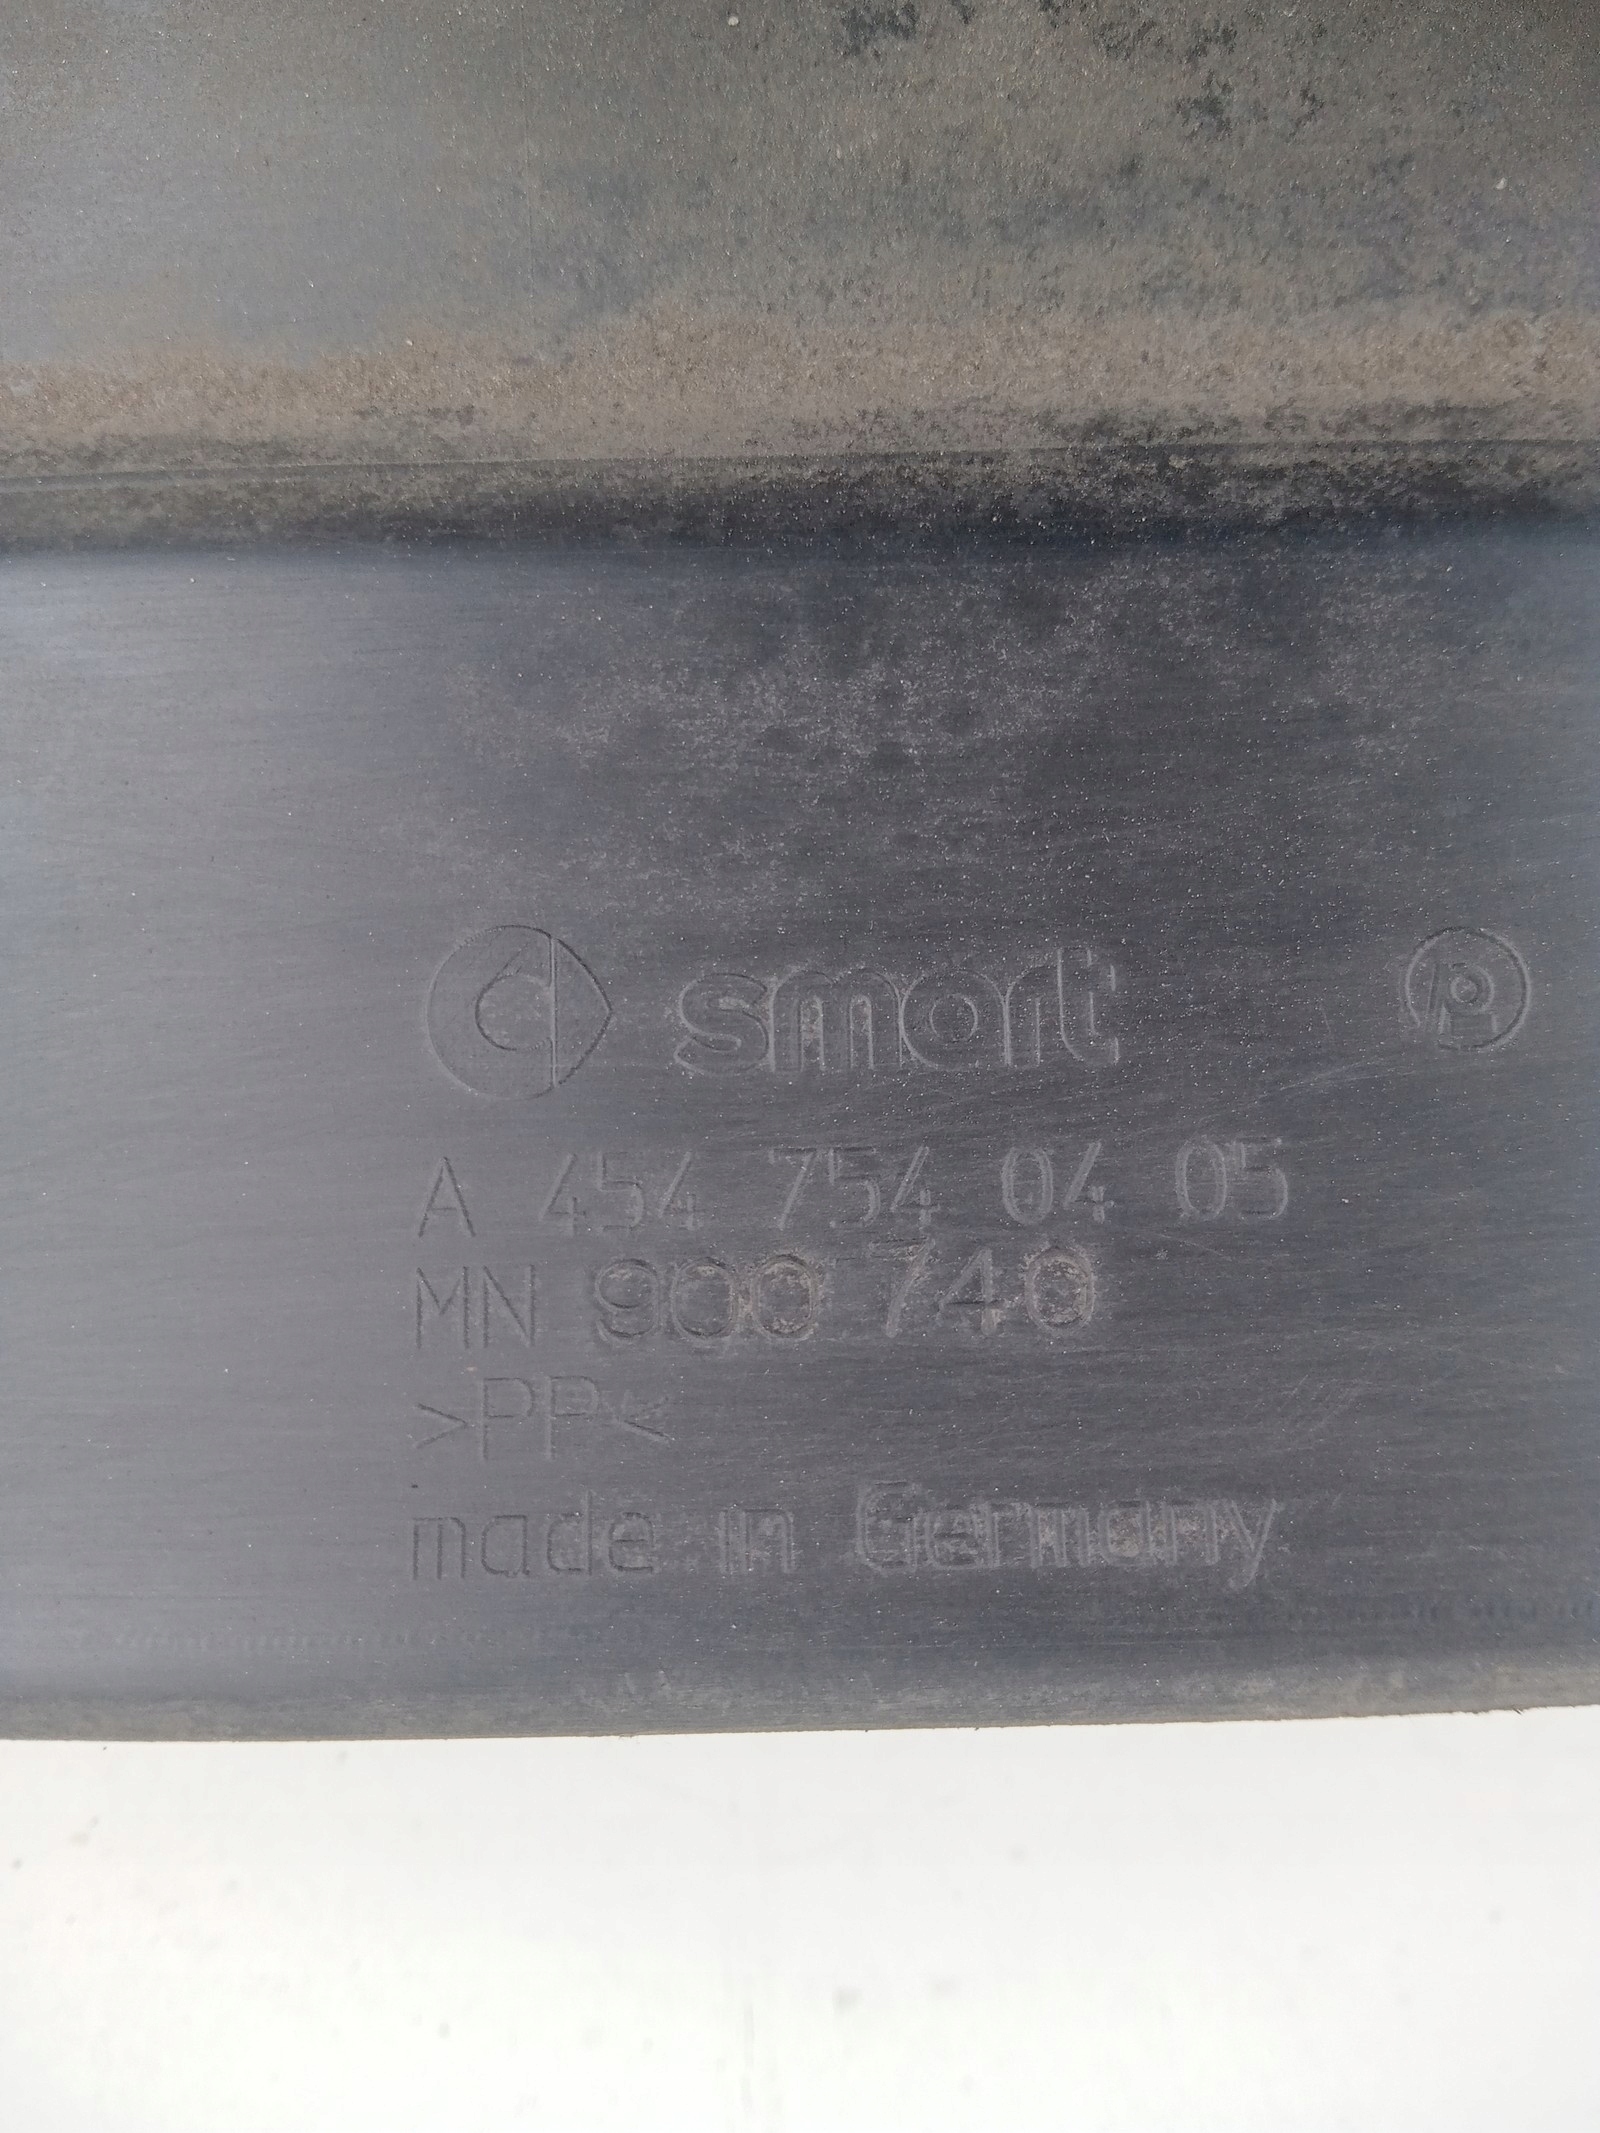 smart
A 454 754 04 05
MN 900 740
>PP<
made in Germany